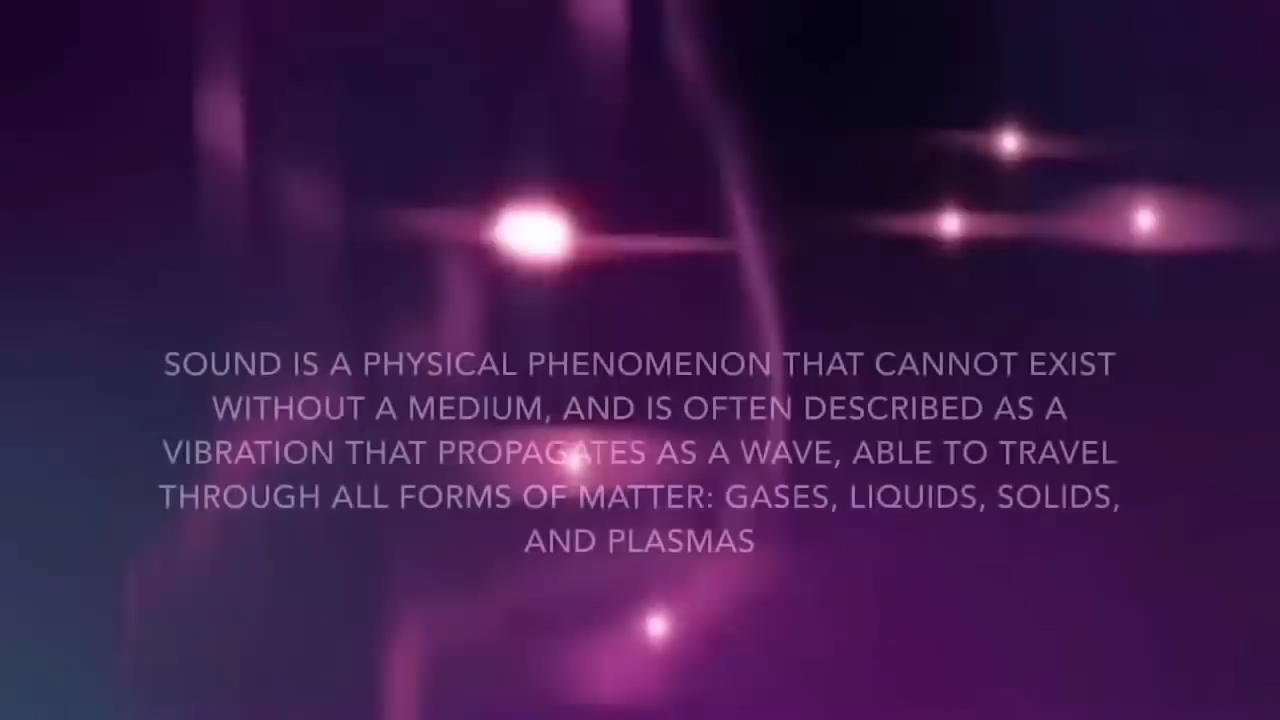 SOUND IS A PHYSICAL PHENOMENON THAT CANNOT EXIST
WITHOUT A MEDIUM, AND IS OFTEN DESCRIBED AS A
VIBRATION THAT PROPAGATES AS A WAVE, ABLE TO TRAVEL
THROUGH ALL FORMS OF MATTER: GASES, LIQUIDS, SOLIDS,
AND PLASMAS